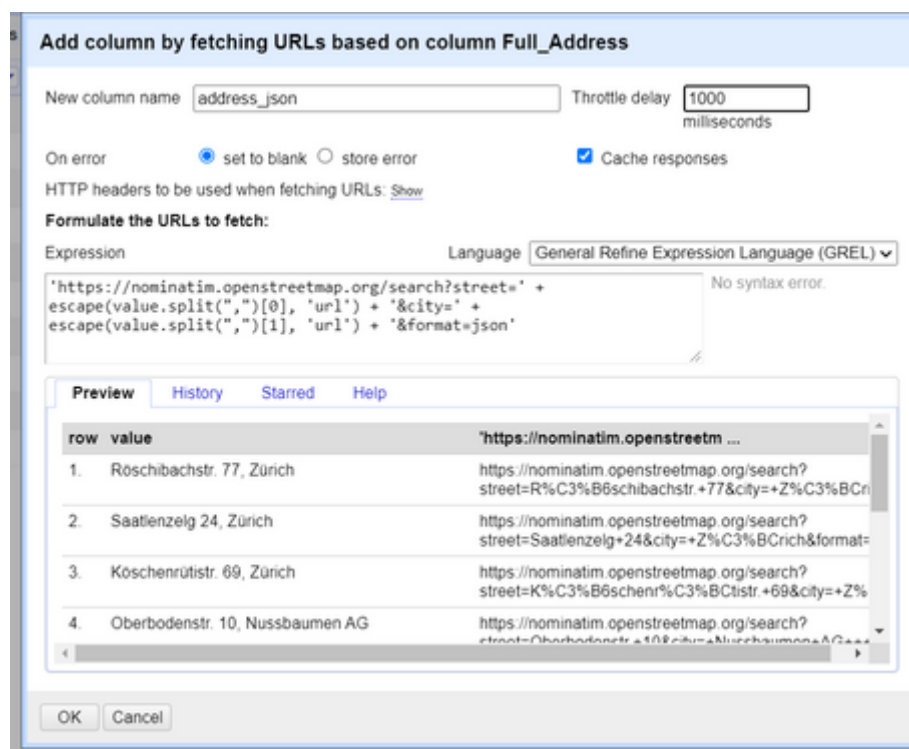 Add column by fetching URLs based on column Full_Address
New column name address_json Throttle delay 1000
milliseconds
On error set to blank store error Cache responses
HTTP headers to be used when fetching URLs: Show
Formulate the URLs to fetch:
Expression Language General Refine Expression Language (GREL)
'https://nominatim.openstreetmap.org/search?street=' + No syntax error.
escape(value.split(",")[0], 'url') + '&city=' +
escape(value.split(",")[1], 'url') + '&format=json'
Preview History Starred Help
row value 'https://nominatim.openstreetm ...
1. Röschibachstr. 77, Zürich https://nominatim.openstreetmap.org/search?
street=R%C3%B6schibachstr.+77&city=+Z%C3%BCri
2. Saatlenzelg 24, Zürich https://nominatim.openstreetmap.org/search?
street=Saatlenzelg+24&city=+Z%C3%BCrich&format=
3. Köschenrütistr. 69, Zürich https://nominatim.openstreetmap.org/search?
street=K%C3%B6schenr%C3%BCtistr.+69&city=+Z%
4. Oberbodenstr. 10, Nussbaumen AG https://nominatim.openstreetmap.org/search?
street=Oberbodenstr.+10&city=+Nussbaumen+AG+++
OK Cancel